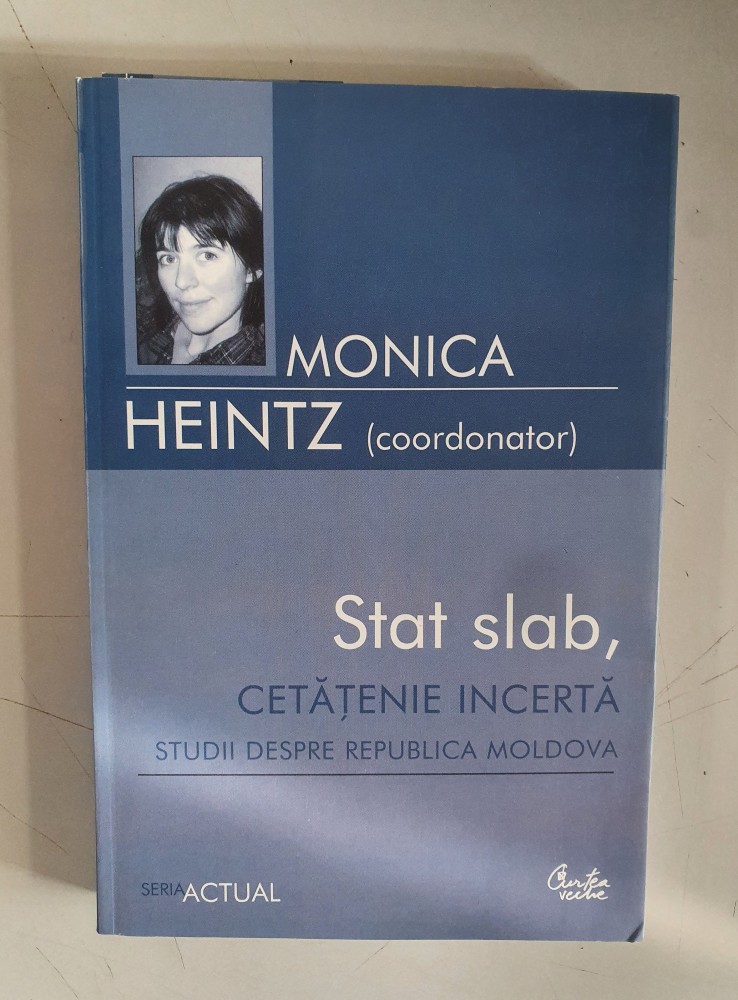 MONICA
HEINTZ (coordonator)
Stat slab,
CETĂȚENIE INCERTĂ
STUDII DESPRE REPUBLICA MOLDOVA
SERIA ACTUAL
Curtea
veche